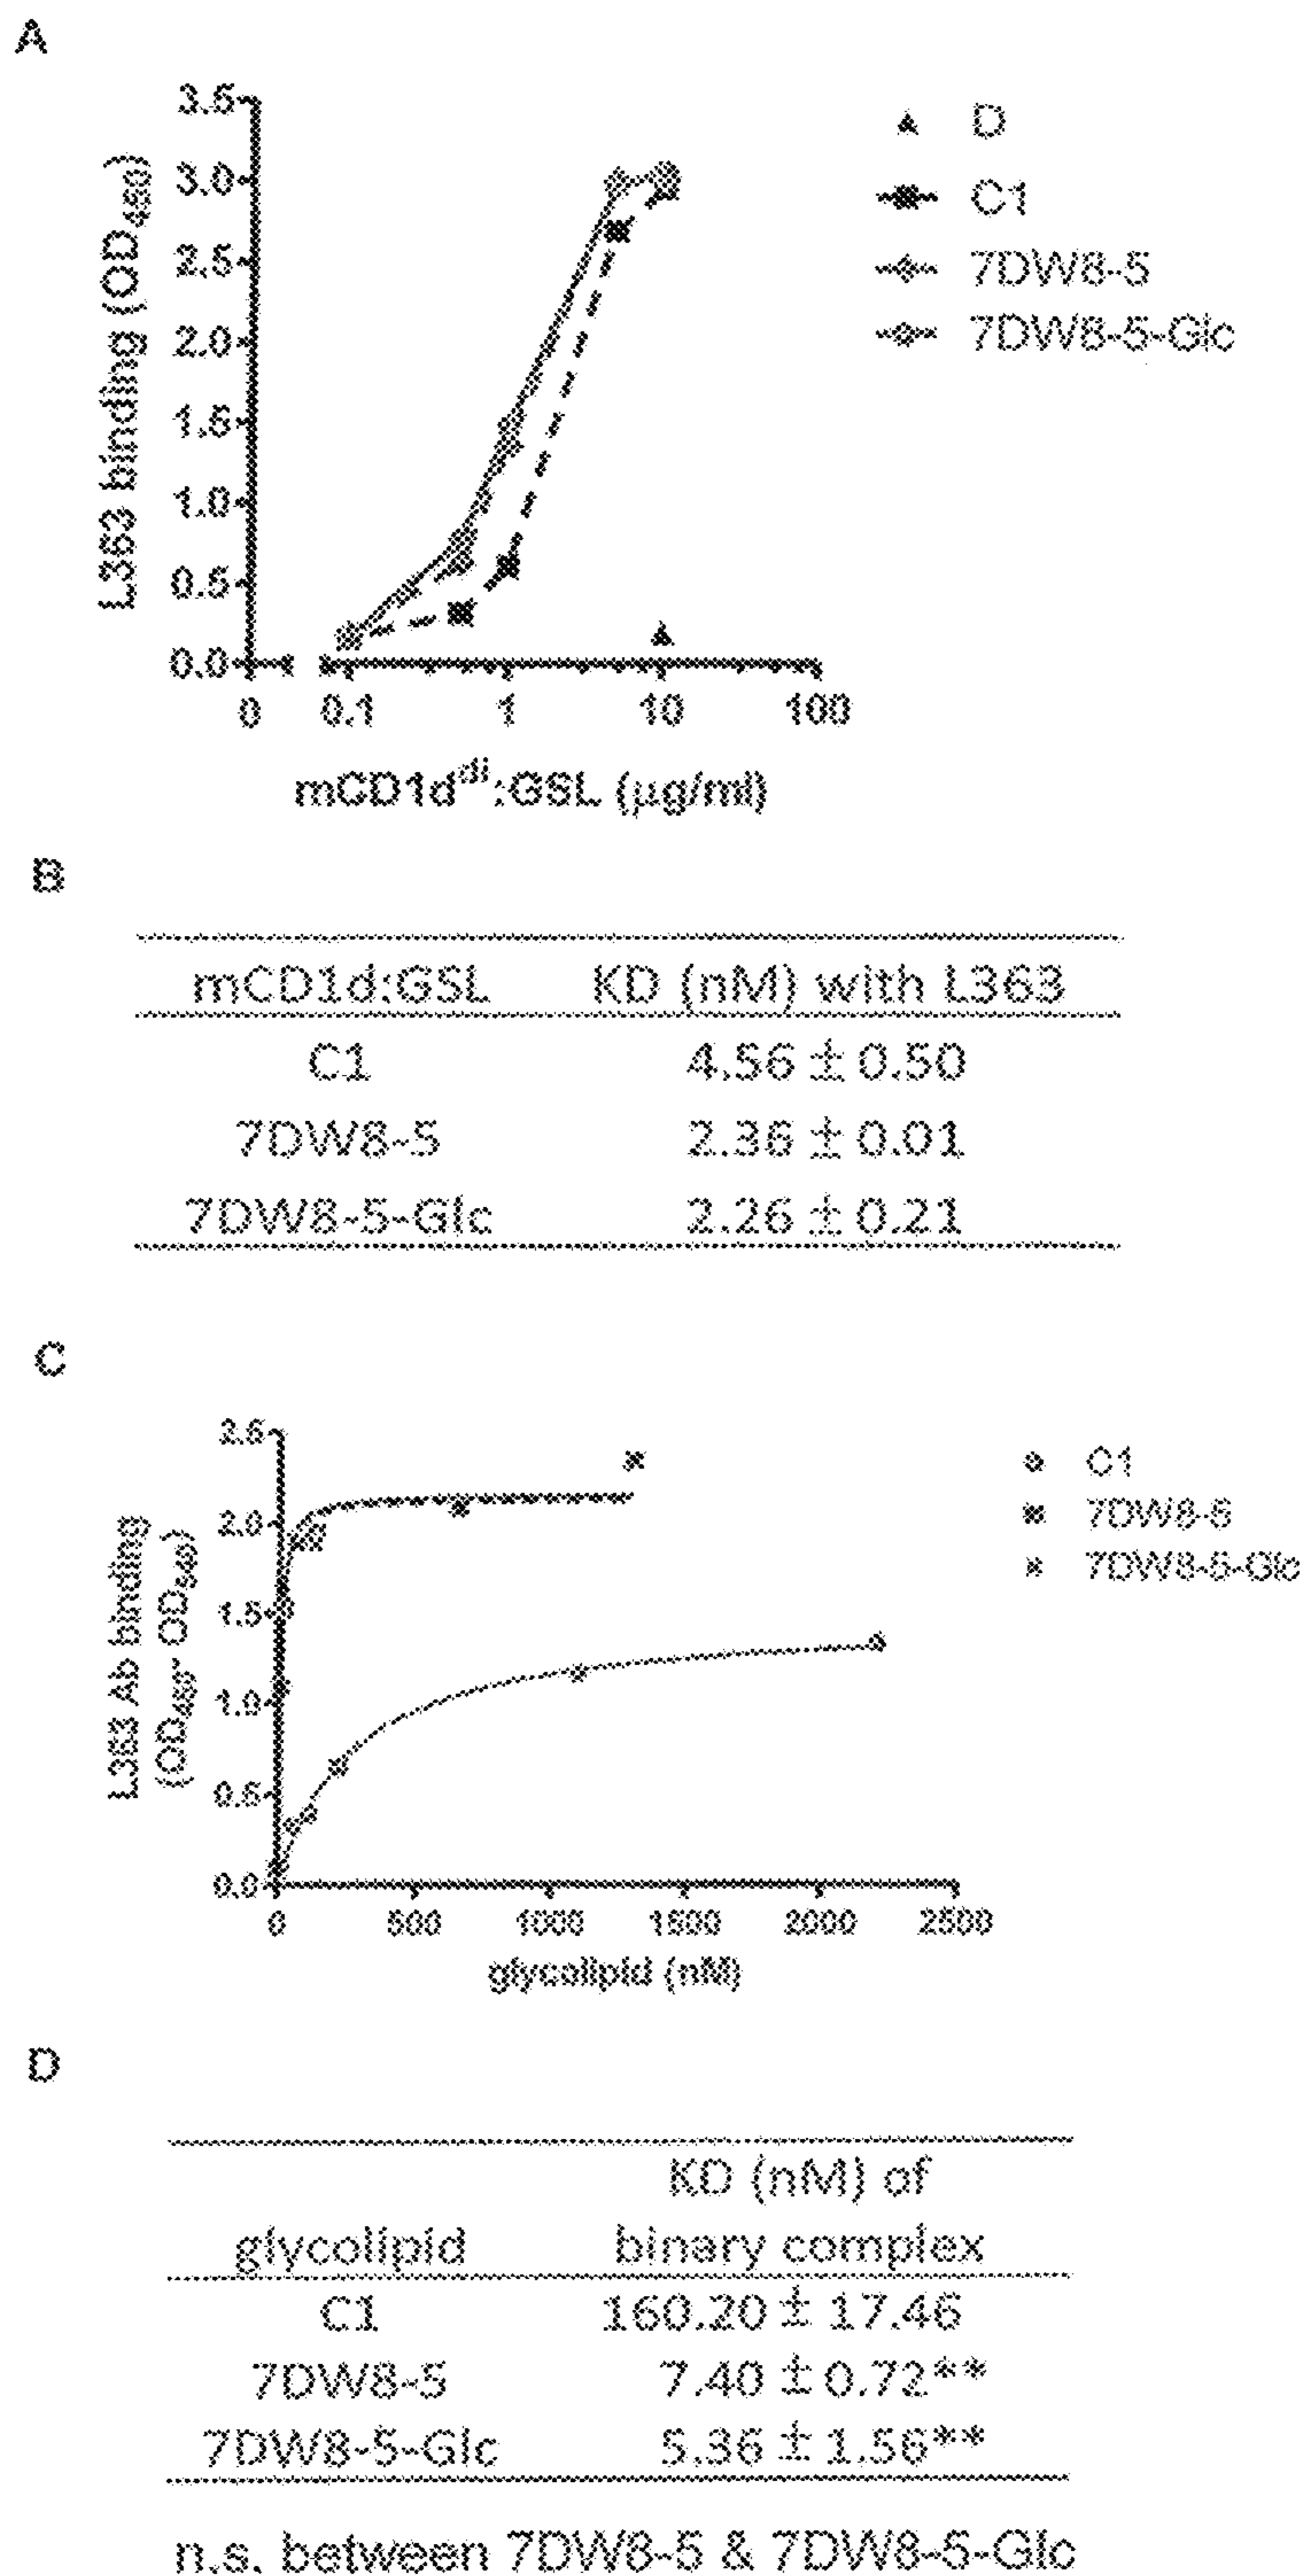 A
3.5
3.0
2.5
2.0
1.5
1.0
0.5
0.0
L363 binding (OD450)
0 0.1 1 10 100
mCD1d^di:GSL (µg/ml)
D
C1
7DW8-5
7DW8-5-Glc
B
mCD1d:GSL KD (nM) with L363
C1 4.56 ± 0.50
7DW8-5 2.36 ± 0.01
7DW8-5-Glc 2.26 ± 0.21
C
2.5
2.0
1.5
1.0
0.5
0.0
L363 Ab binding
0 500 1000 1500 2000 2500
glycolipid (nM)
C1
7DW8-5
7DW8-5-Glc
D
KD (nM) of
glycolipid binary complex
C1 160.20 ± 17.46
7DW8-5 7.40 ± 0.72**
7DW8-5-Glc 5.36 ± 1.56**
n.s. between 7DW8-5 & 7DW8-5-Glc